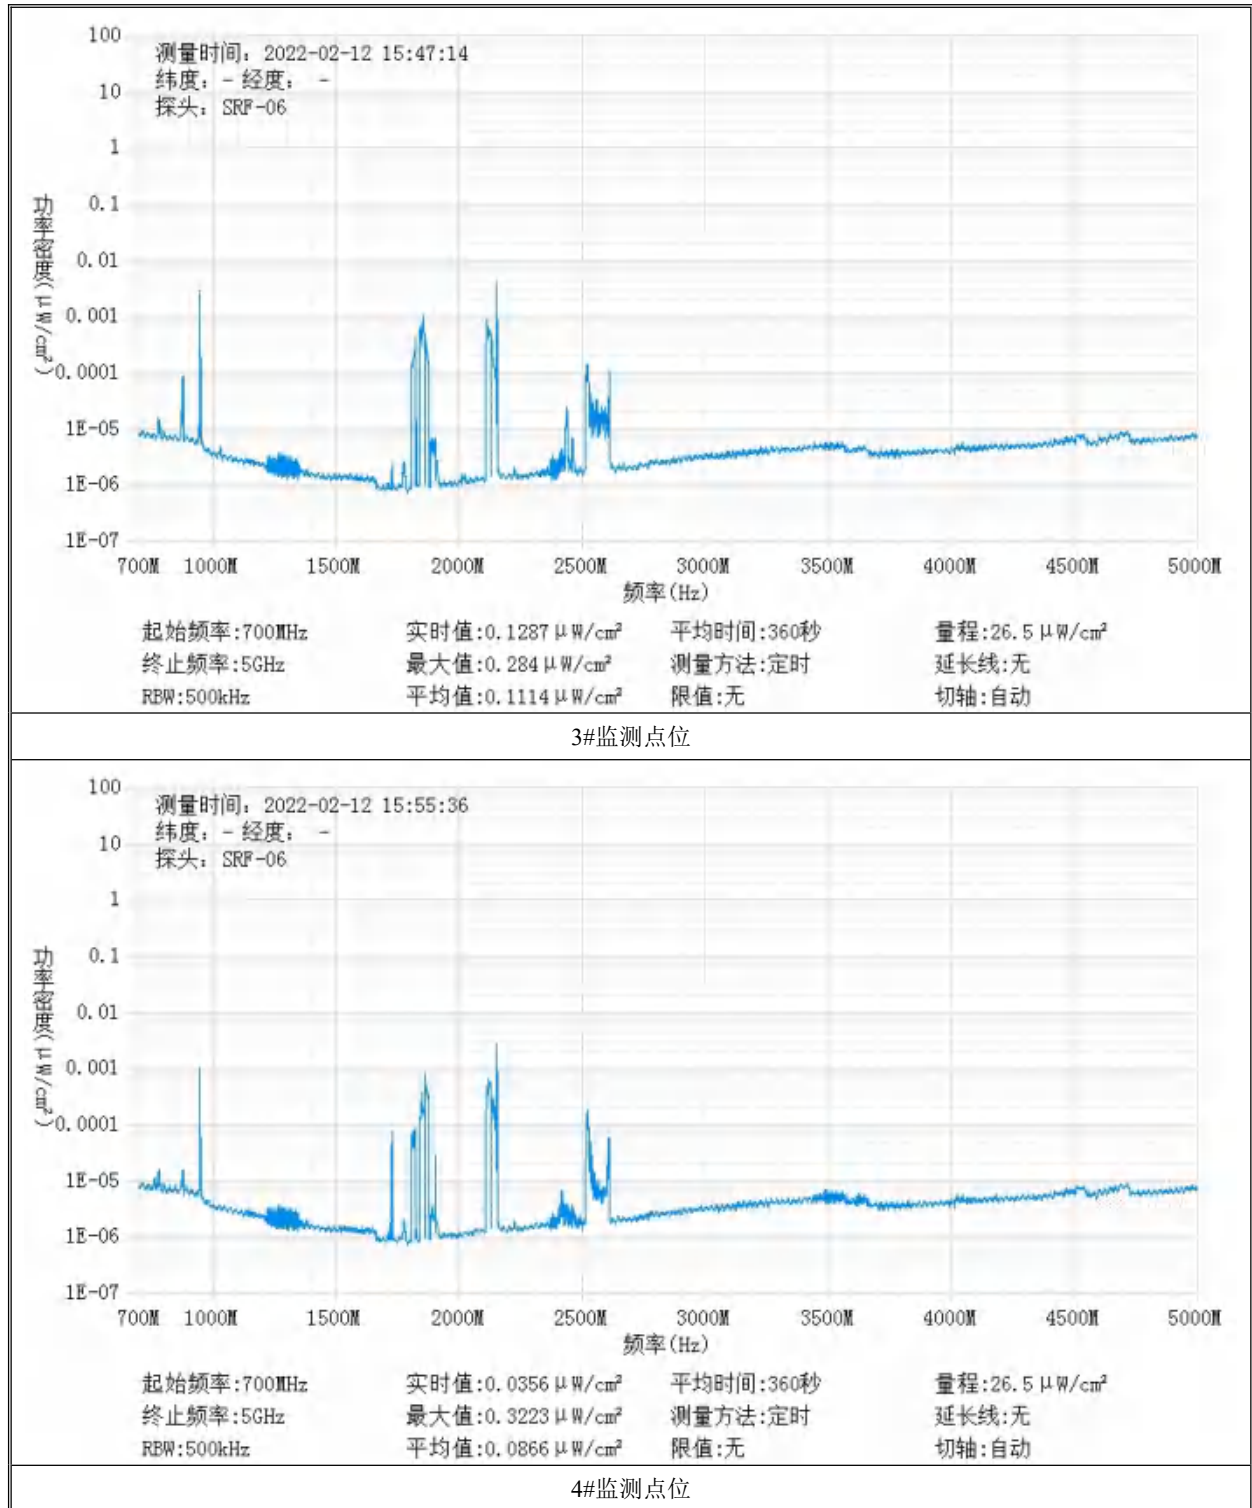 100
测量时间: 2022-02-12 15:47:14
纬度: - 经度: -
10
探头: SRF-06
1
0.1
0.01
0.001
0.0001
1E-05
1E-06
1E-07
功率密度(μW/cm²)
700M 1000M 1500M 2000M 2500M 3000M 3500M 4000M 4500M 5000M
频率(Hz)
起始频率:700MHz 实时值:0.1287μW/cm² 平均时间:360秒 量程:26.5μW/cm²
终止频率:5GHz 最大值:0.284μW/cm² 测量方法:定时 延长线:无
RBW:500kHz 平均值:0.1114μW/cm² 限值:无 切轴:自动
3#监测点位
100
测量时间: 2022-02-12 15:55:36
纬度: - 经度: -
10
探头: SRF-06
1
0.1
0.01
0.001
0.0001
1E-05
1E-06
1E-07
功率密度(μW/cm²)
700M 1000M 1500M 2000M 2500M 3000M 3500M 4000M 4500M 5000M
频率(Hz)
起始频率:700MHz 实时值:0.0356μW/cm² 平均时间:360秒 量程:26.5μW/cm²
终止频率:5GHz 最大值:0.3223μW/cm² 测量方法:定时 延长线:无
RBW:500kHz 平均值:0.0866μW/cm² 限值:无 切轴:自动
4#监测点位